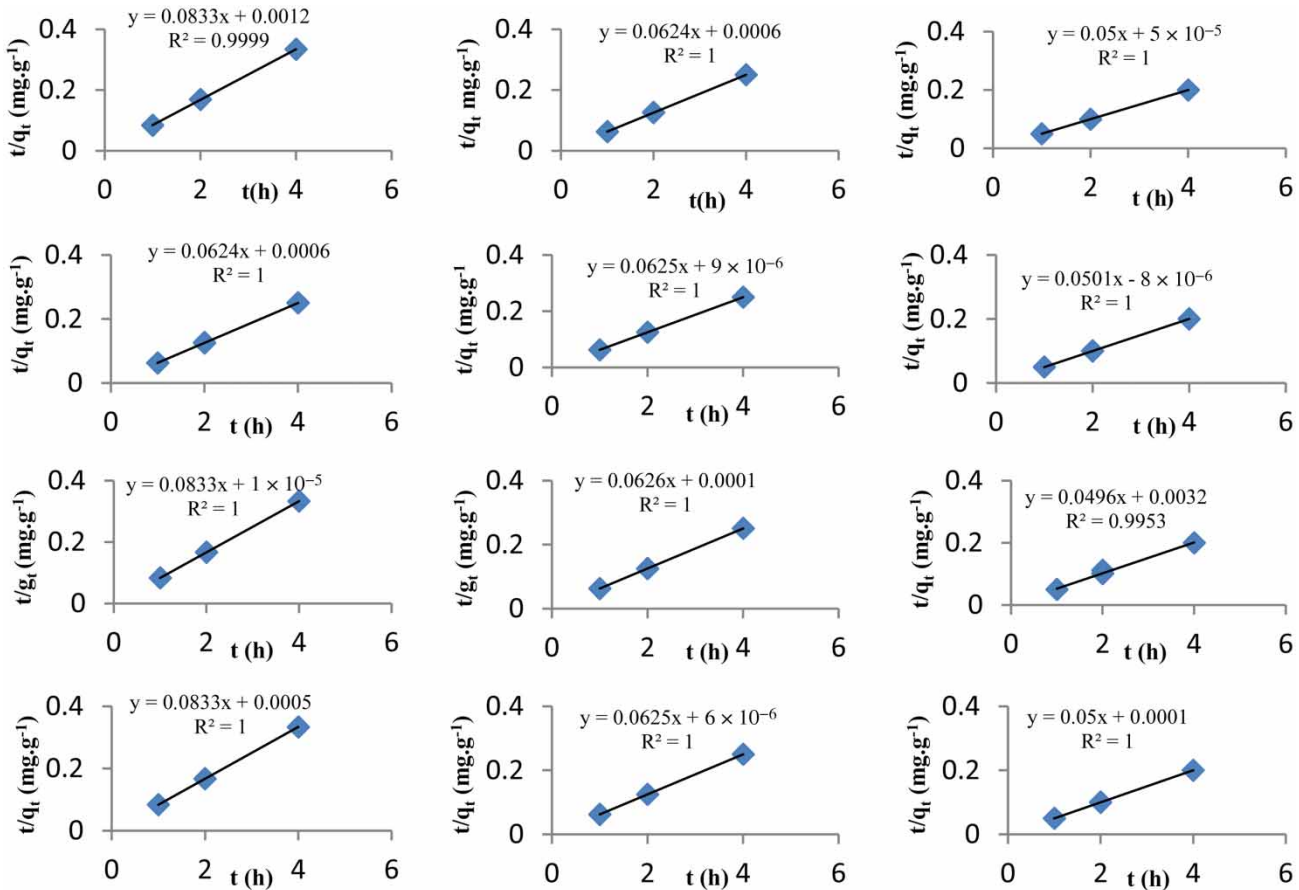 y = 0.0833x + 0.0012
R² = 0.9999
t/qₜ (mg.g⁻¹)
0.4
0.2
0
0 2 4 6
t(h)
y = 0.0624x + 0.0006
R² = 1
t/qₜ mg.g⁻¹)
0.4
0.2
0
0 2 4 6
t(h)
y = 0.05x + 5 × 10⁻⁵
R² = 1
t/qₜ (mg.g⁻¹)
0.4
0.2
0
0 2 4 6
t (h)
y = 0.0624x + 0.0006
R² = 1
t/qₜ (mg.g⁻¹)
0.4
0.2
0
0 2 4 6
t (h)
y = 0.0625x + 9 × 10⁻⁶
R² = 1
t/qₜ (mg.g⁻¹
0.4
0.2
0
0 2 4 6
t (h)
y = 0.0501x - 8 × 10⁻⁶
R² = 1
t/qₜ (mg.g⁻¹)
0.4
0.2
0
0 2 4 6
t (h)
y = 0.0833x + 1 × 10⁻⁵
R² = 1
t/gₜ (mg.g⁻¹)
0.4
0.2
0
0 2 4 6
t (h)
y = 0.0626x + 0.0001
R² = 1
t/gₜ (mg.g⁻¹)
0.4
0.2
0
0 2 4 6
t (h)
y = 0.0496x + 0.0032
R² = 0.9953
t/qₜ (mg.g⁻¹)
0.4
0.2
0
0 2 4 6
t (h)
y = 0.0833x + 0.0005
R² = 1
t/qₜ (mg.g⁻¹)
0.4
0.2
0
0 2 4 6
t (h)
y = 0.0625x + 6 × 10⁻⁶
R² = 1
t/qₜ (mg.g⁻¹)
0.4
0.2
0
0 2 4 6
t (h)
y = 0.05x + 0.0001
R² = 1
t/qₜ (mg.g⁻¹)
0.4
0.2
0
0 2 4 6
t (h)